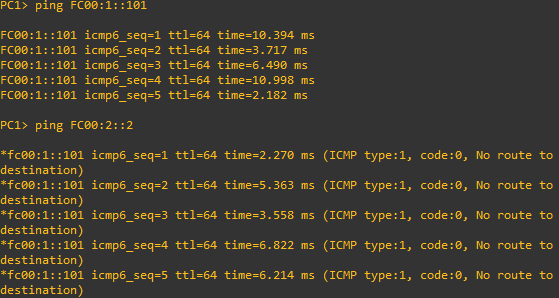 PC1> ping FC00:1::101
FC00:1::101 icmp6_seq=1 ttl=64 time=10.394 ms
FC00:1::101 icmp6_seq=2 ttl=64 time=3.717 ms
FC00:1::101 icmp6_seq=3 ttl=64 time=6.490 ms
FC00:1::101 icmp6_seq=4 ttl=64 time=10.998 ms
FC00:1::101 icmp6_seq=5 ttl=64 time=2.182 ms
PC1> ping FC00:2::2
*fc00:1::101 icmp6_seq=1 ttl=64 time=2.270 ms (ICMP type:1, code:0, No route to
destination)
*fc00:1::101 icmp6_seq=2 ttl=64 time=5.363 ms (ICMP type:1, code:0, No route to
destination)
*fc00:1::101 icmp6_seq=3 ttl=64 time=3.558 ms (ICMP type:1, code:0, No route to
destination)
*fc00:1::101 icmp6_seq=4 ttl=64 time=6.822 ms (ICMP type:1, code:0, No route to
destination)
*fc00:1::101 icmp6_seq=5 ttl=64 time=6.214 ms (ICMP type:1, code:0, No route to
destination)